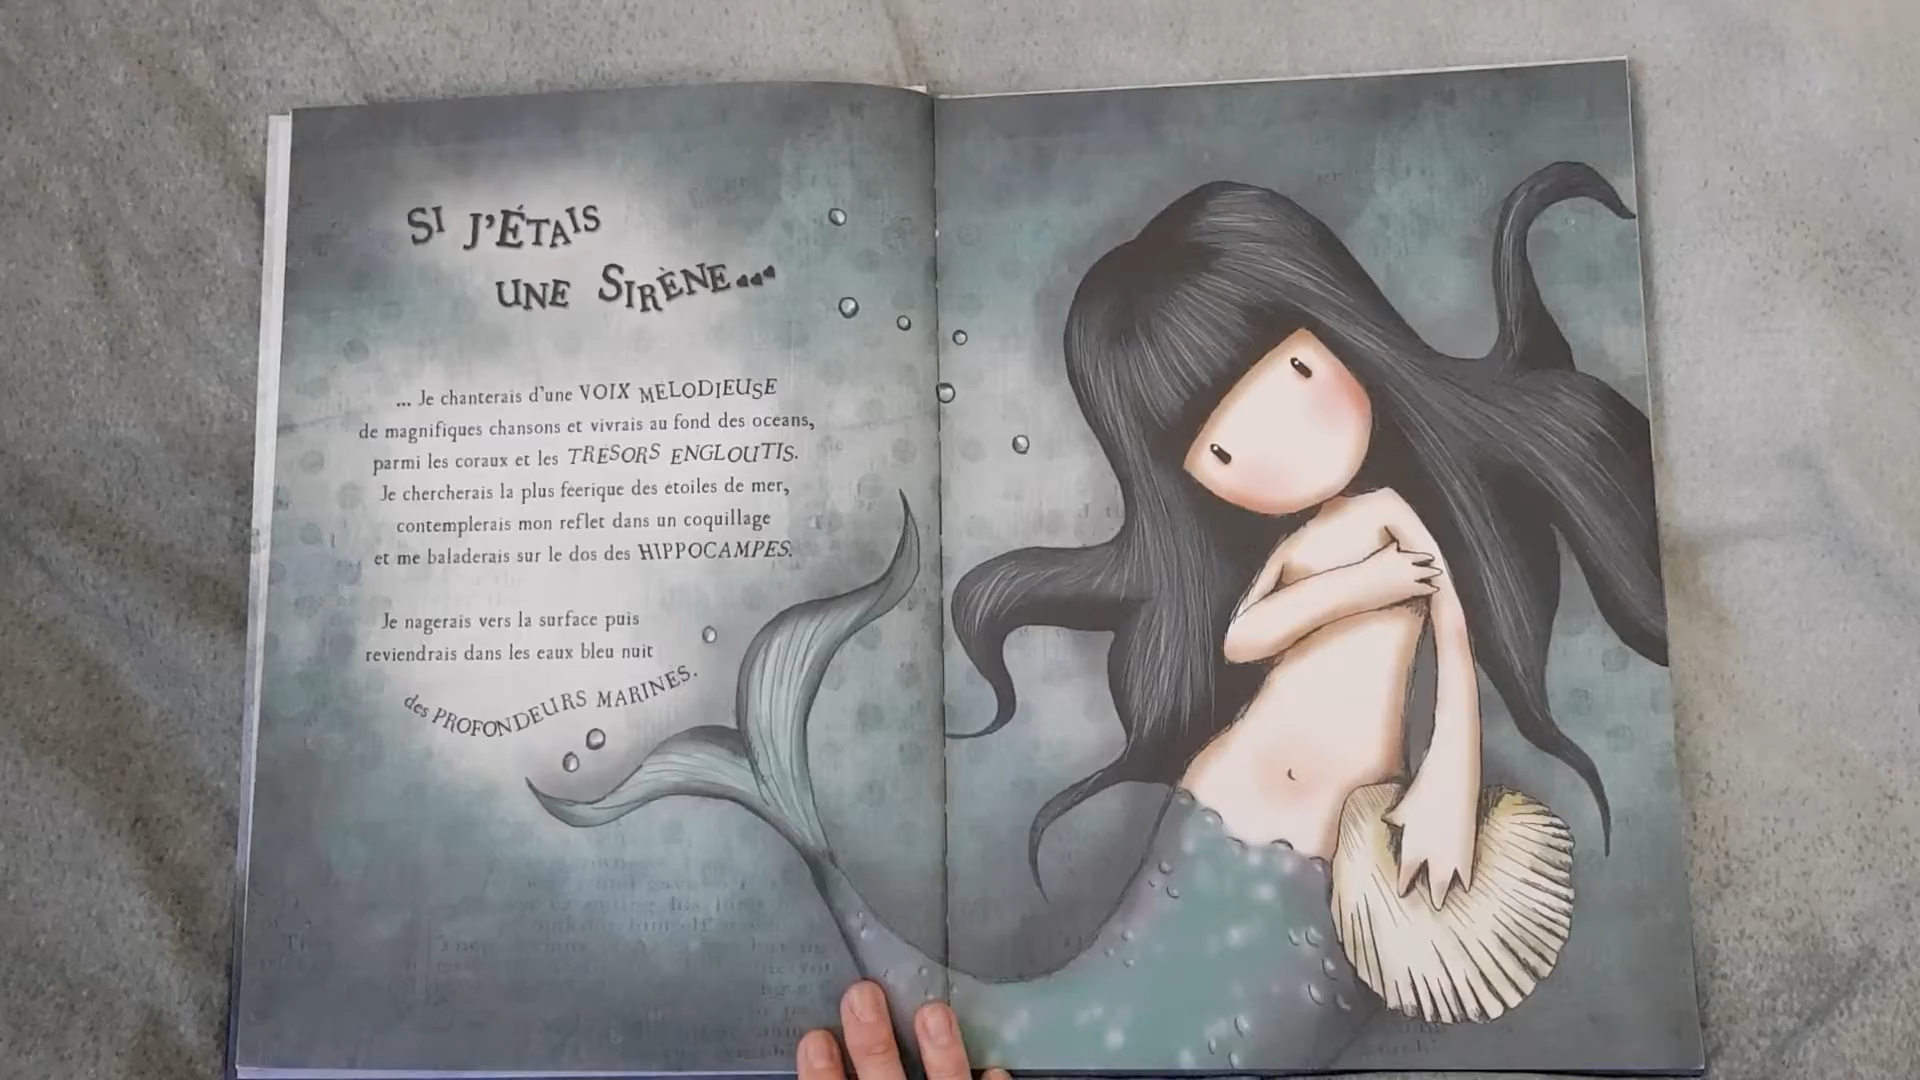 SI J'ÉTAIS
UNE SIRÈNE...
... Je chanterais d'une VOIX MELODIEUSE
de magnifiques chansons et vivrais au fond des oceans,
parmi les coraux et les TRESORS ENGLOUTIS.
Je chercherais la plus feerique des etoiles de mer,
contemplerais mon reflet dans un coquillage
et me baladerais sur le dos des HIPPOCAMPES.
Je nagerais vers la surface puis
reviendrais dans les eaux bleu nuit
des PROFONDEURS MARINES.